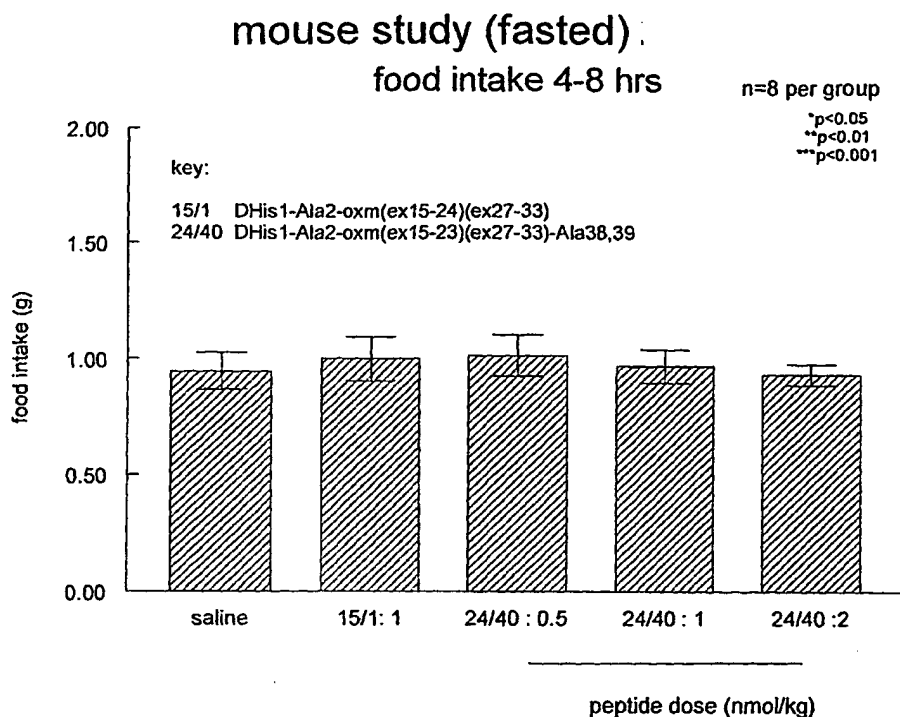 mouse study (fasted)
food intake 4-8 hrs
n=8 per group
*p<0.05
**p<0.01
***p<0.001
key:
15/1 DHis1-Ala2-oxm(ex15-24)(ex27-33)
24/40 DHis1-Ala2-oxm(ex15-23)(ex27-33)-Ala38,39
food intake (g)
2.00
1.50
1.00
0.50
0.00
saline 15/1: 1 24/40 : 0.5 24/40 : 1 24/40 :2
peptide dose (nmol/kg)